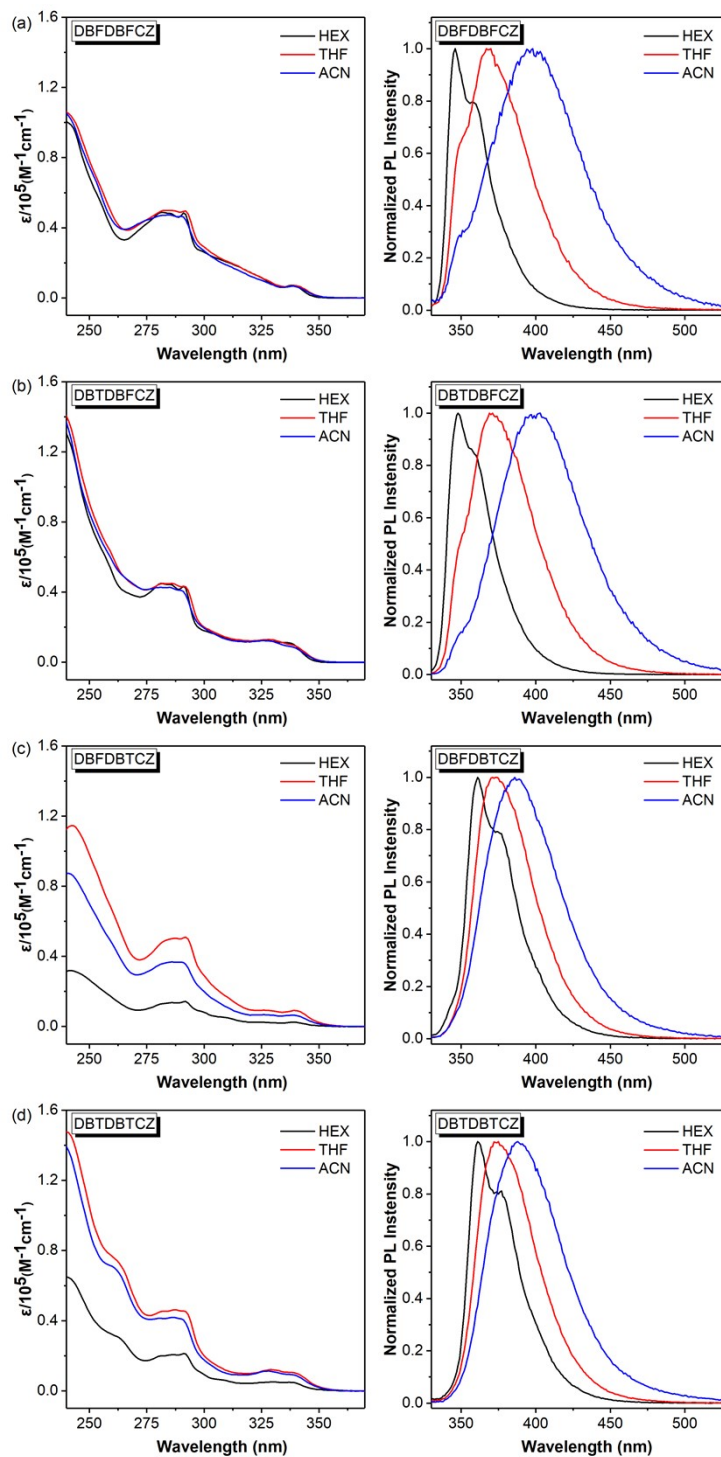 (a)
DBFDBFCZ
HEX
THF
ACN
ε/10⁵(M⁻¹cm⁻¹)
1.6
1.2
0.8
0.4
0.0
250 300 350
Wavelength (nm)
DBFDBFCZ
HEX
THF
ACN
Normalized PL Instensity
1.0
0.8
0.6
0.4
0.2
0.0
350 400 450 500
Wavelength (nm)
(b)
DBTDBFCZ
HEX
THF
ACN
ε/10⁵(M⁻¹cm⁻¹)
1.6
1.2
0.8
0.4
0.0
250 300 350
Wavelength (nm)
DBTDBFCZ
HEX
THF
ACN
Normalized PL Instensity
1.0
0.8
0.6
0.4
0.2
0.0
350 400 450 500
Wavelength (nm)
(c)
DBFDBTCZ
HEX
THF
ACN
ε/10⁵(M⁻¹cm⁻¹)
1.6
1.2
0.8
0.4
0.0
250 300 350
Wavelength (nm)
DBFDBTCZ
HEX
THF
ACN
Normalized PL Instensity
1.0
0.8
0.6
0.4
0.2
0.0
350 400 450 500
Wavelength (nm)
(d)
DBTDBTCZ
HEX
THF
ACN
ε/10⁵(M⁻¹cm⁻¹)
1.6
1.2
0.8
0.4
0.0
250 300 350
Wavelength (nm)
DBTDBTCZ
HEX
THF
ACN
Normalized PL Instensity
1.0
0.8
0.6
0.4
0.2
0.0
350 400 450 500
Wavelength (nm)